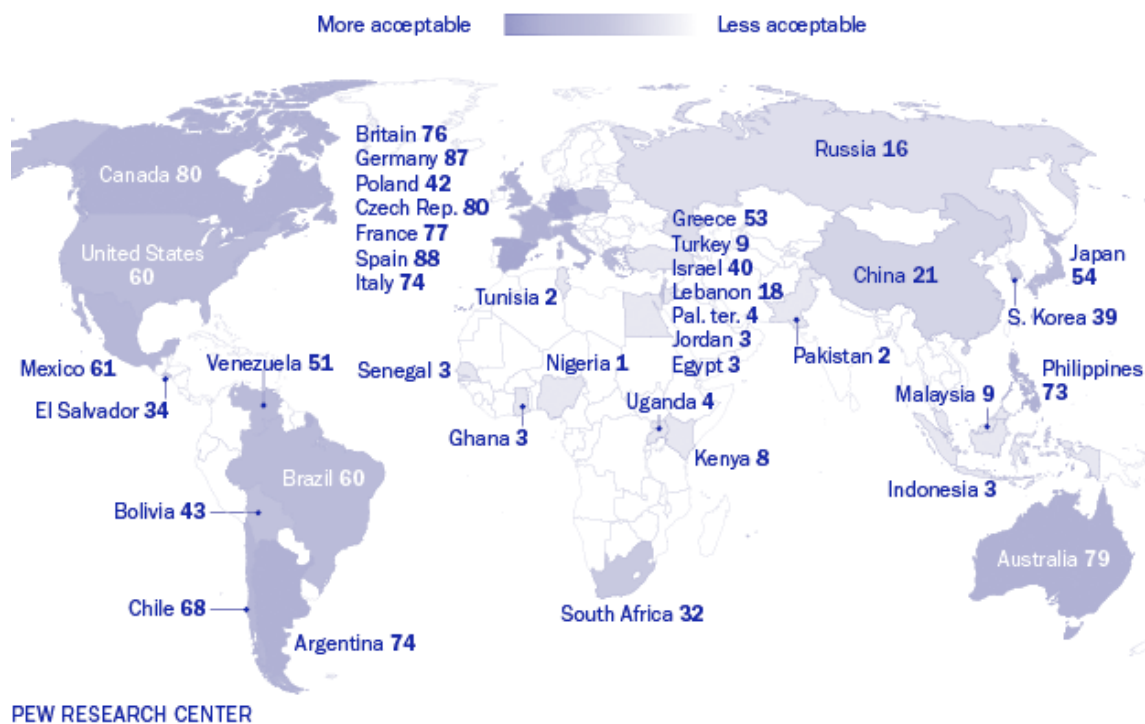 More acceptable
Less acceptable
Russia 16
Britain 76
Germany 87
Poland 42
Czech Rep. 80
France 77
Spain 88
Italy 74
Canada 80
United States
60
Greece 53
Turkey 9
Israel 40
Lebanon 18
Pal. ter. 4
Jordan 3
Egypt 3
China 21
Japan
54
S. Korea 39
Tunisia 2
Mexico 61
Venezuela 51
Senegal 3
Nigeria 1
Pakistan 2
Philippines
73
El Salvador 34
Uganda 4
Malaysia 9
Ghana 3
Kenya 8
Brazil 60
Indonesia 3
Bolivia 43
Australia 79
Chile 68
South Africa 32
Argentina 74
PEW RESEARCH CENTER